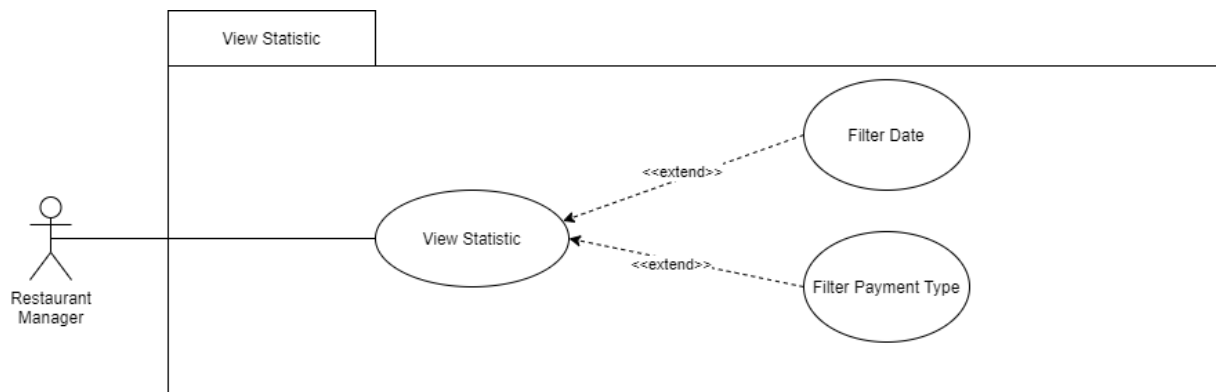 View Statistic
Filter Date
<<extend>>
View Statistic
<<extend>>
Filter Payment Type
Restaurant
Manager